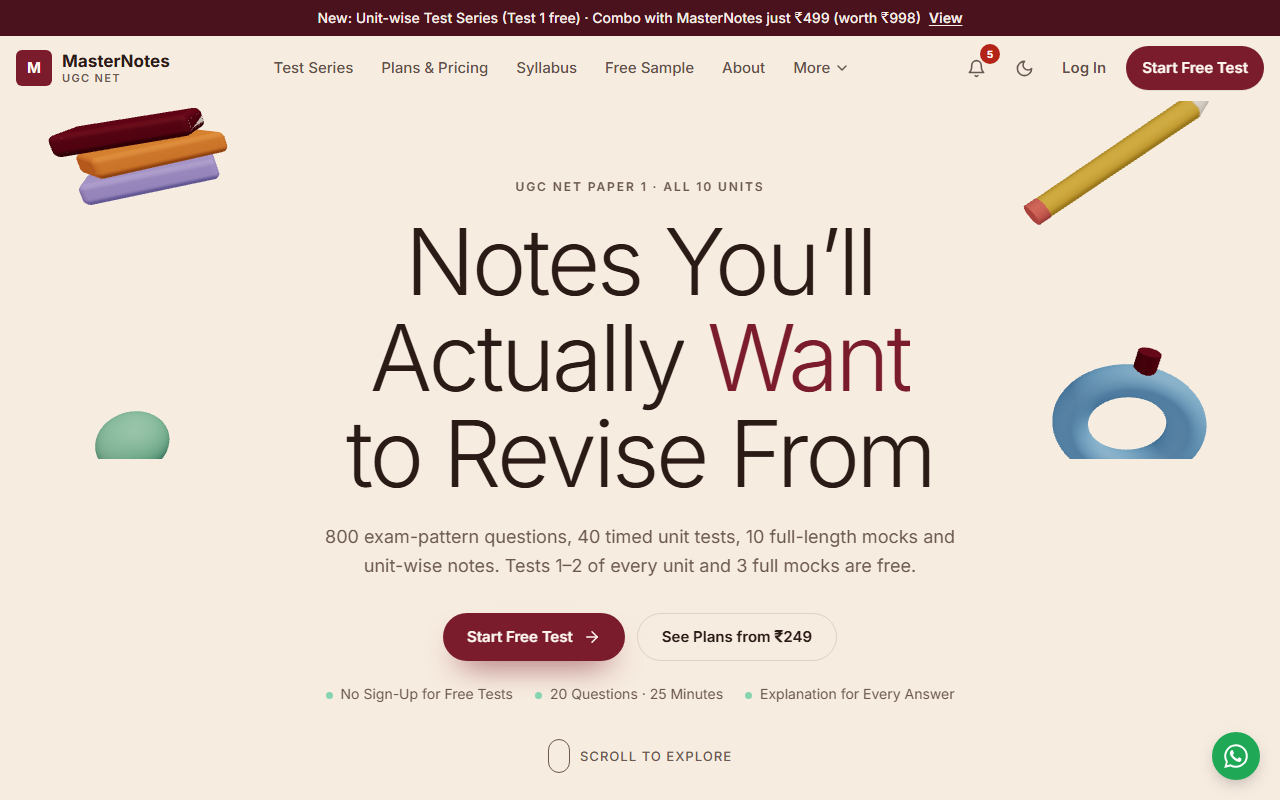 New: Unit-wise Test Series (Test 1 free) · Combo with MasterNotes just ₹499 (worth ₹998) View
M
MasterNotes
UGC NET
Test Series
Plans & Pricing
Syllabus
Free Sample
About
More
5
Log In
Start Free Test
UGC NET PAPER 1 · ALL 10 UNITS
Notes You’ll
Actually Want
to Revise From
800 exam-pattern questions, 40 timed unit tests, 10 full-length mocks and
unit-wise notes. Tests 1–2 of every unit and 3 full mocks are free.
Start Free Test
See Plans from ₹249
No Sign-Up for Free Tests
20 Questions · 25 Minutes
Explanation for Every Answer
SCROLL TO EXPLORE